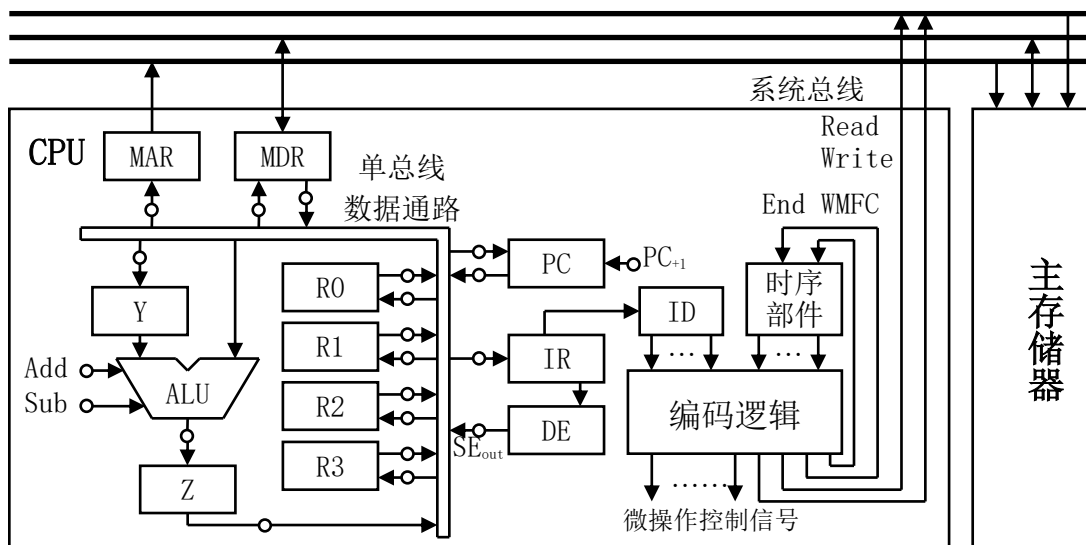 系统总线
CPU
MAR
MDR
单总线
数据通路
Read
Write
End WMFC
PC
PC+1
时序
部件
主存储器
Y
R0
ID
... ...
R1
IR
Add
Sub
ALU
R2
DE
编码逻辑
SEout
R3
Z
......
微操作控制信号